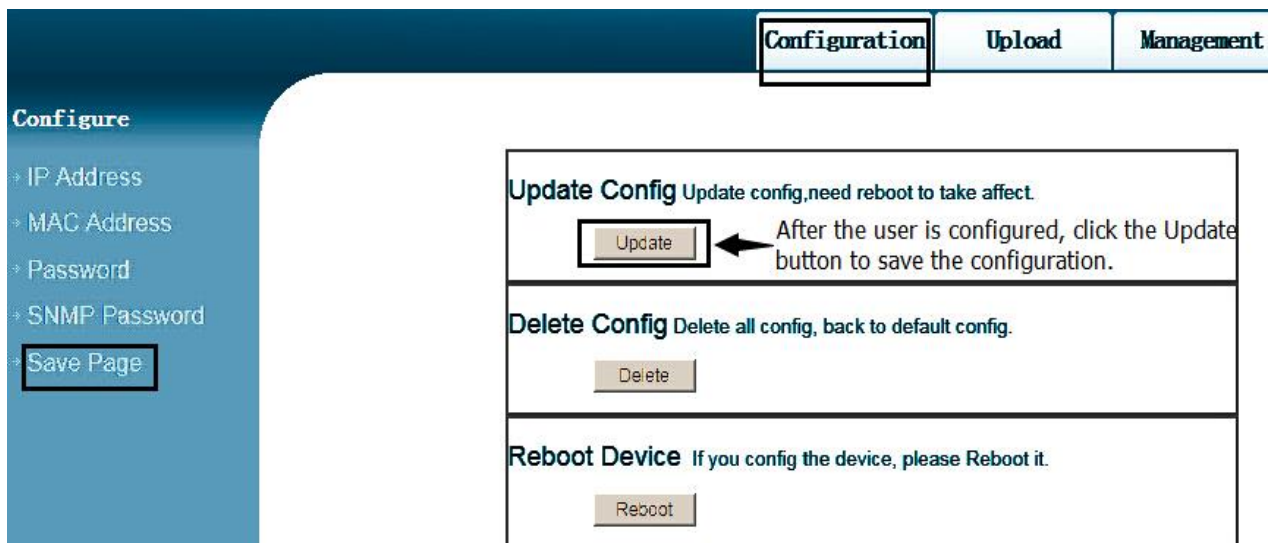 Configuration Upload Management
Configure
IP Address
MAC Address
Password
SNMP Password
Save Page
Update Config Update config,need reboot to take affect.
Update
After the user is configured, click the Update
button to save the configuration.
Delete Config Delete all config, back to default config.
Delete
Reboot Device If you config the device, please Reboot it.
Reboot